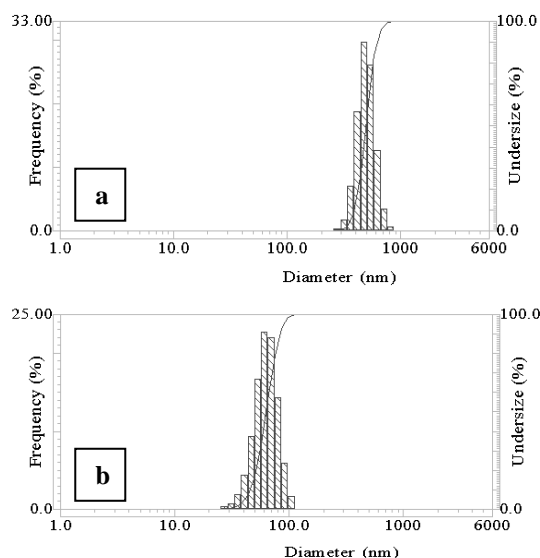 33.00 100.0
Frequency (%) Undersize (%)
a
0.0 0.0
1.0 10.0 100.0 1000 6000
Diameter (nm)
25.00 100.0
Frequency (%) Undersize (%)
b
0.0 0.0
1.0 10.0 100.0 1000 6000
Diameter (nm)